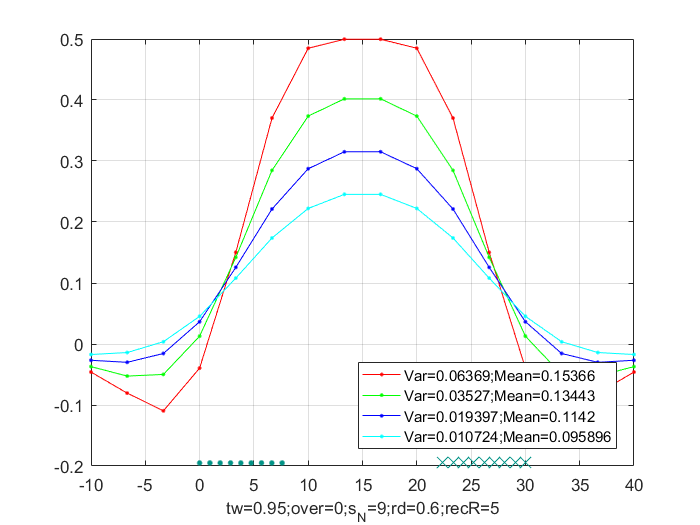 0.5
0.4
0.3
0.2
0.1
0
-0.1
-0.2
Var=0.06369;Mean=0.15366
Var=0.03527;Mean=0.13443
Var=0.019397;Mean=0.1142
Var=0.010724;Mean=0.095896
-10 -5 0 5 10 15 20 25 30 35 40
tw=0.95;over=0;s_N=9;rd=0.6;recR=5